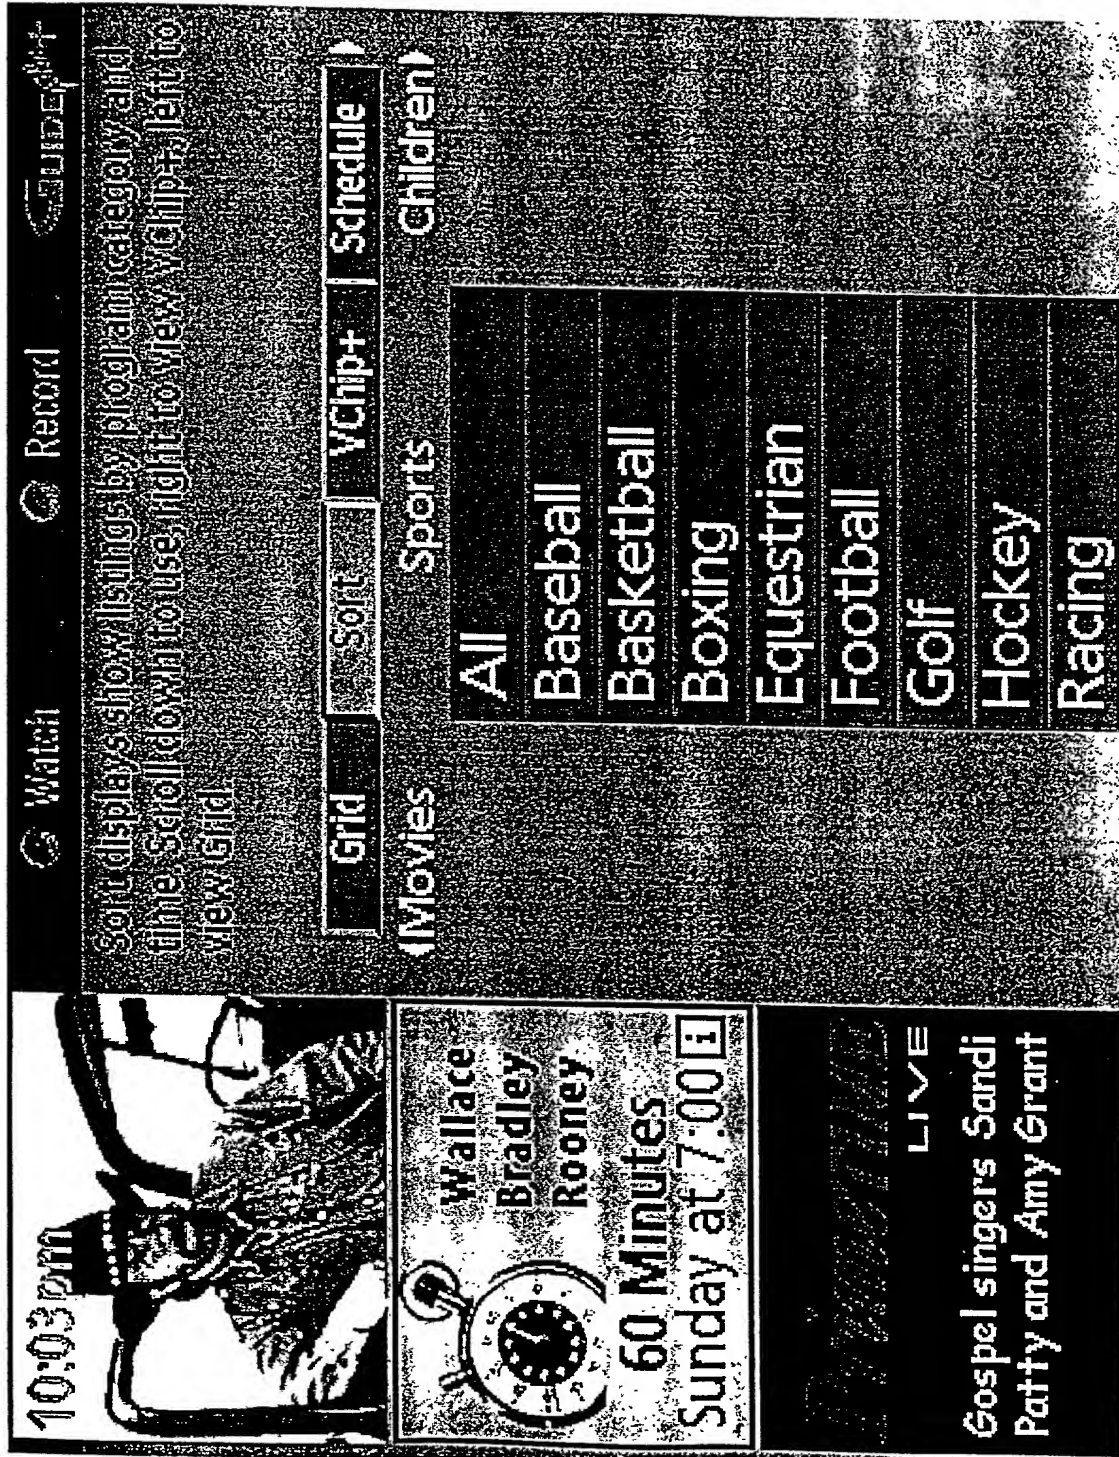 10:03pm
Watch
Record
GUIDE Plus+
Sort displays show listings by program category and
time. Scroll down to use, right to view VChip+, left to
view Grid.
Grid
Sort
VChip+
Schedule
Movies
Sports
Children
All
Baseball
Basketball
Boxing
Equestrian
Football
Golf
Hockey
Racing
Wallace
Bradley
Rooney
60 Minutes
Sunday at 7:00 i
LIVE
Gospel singers Sandi
Patty and Amy Grant